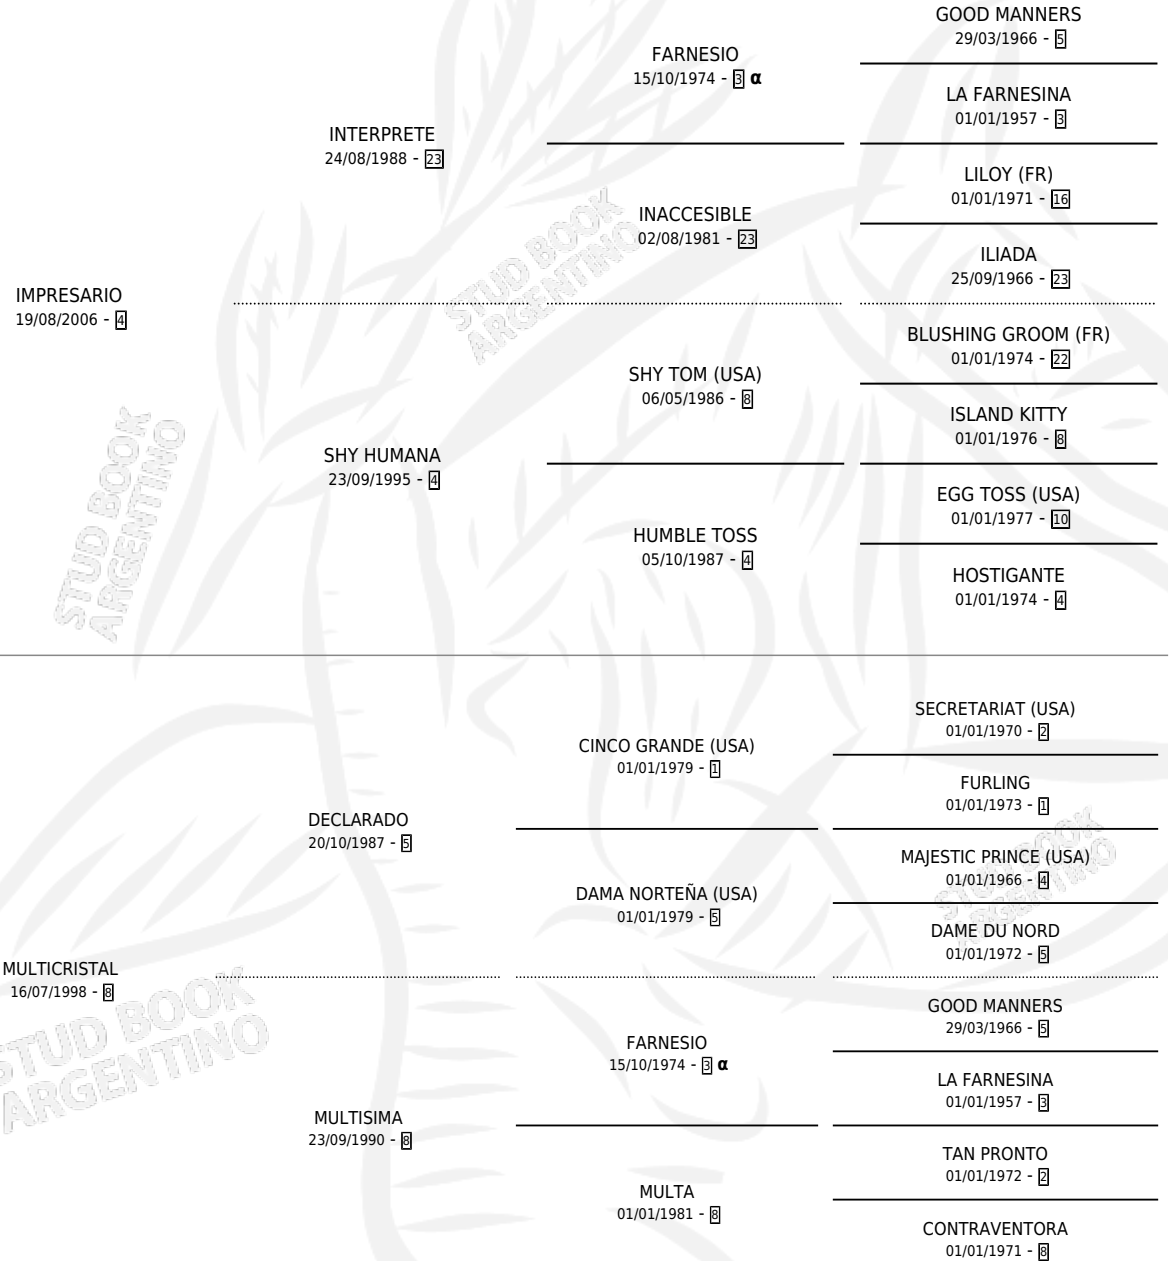 GOOD MANNERS
29/03/1966 - 5
FARNESIO
15/10/1974 - 3 α
LA FARNESINA
01/01/1957 - 3
INTERPRETE
24/08/1988 - 23
LILOY (FR)
01/01/1971 - 16
INACCESIBLE
02/08/1981 - 23
ILIADA
25/09/1966 - 23
IMPRESARIO
19/08/2006 - 4
BLUSHING GROOM (FR)
01/01/1974 - 22
SHY TOM (USA)
06/05/1986 - 8
ISLAND KITTY
01/01/1976 - 8
SHY HUMANA
23/09/1995 - 4
EGG TOSS (USA)
01/01/1977 - 10
HUMBLE TOSS
05/10/1987 - 4
HOSTIGANTE
01/01/1974 - 4
SECRETARIAT (USA)
01/01/1970 - 2
CINCO GRANDE (USA)
01/01/1979 - 1
FURLING
01/01/1973 - 1
DECLARADO
20/10/1987 - 5
MAJESTIC PRINCE (USA)
01/01/1966 - 4
DAMA NORTEÑA (USA)
01/01/1979 - 5
DAME DU NORD
01/01/1972 - 5
MULTICRISTAL
16/07/1998 - 8
GOOD MANNERS
29/03/1966 - 5
FARNESIO
15/10/1974 - 3 α
LA FARNESINA
01/01/1957 - 3
MULTISIMA
23/09/1990 - 8
TAN PRONTO
01/01/1972 - 2
MULTA
01/01/1981 - 8
CONTRAVENTORA
01/01/1971 - 8
STUD BOOK
ARGENTINO
STUD BOOK
ARGENTINO
STUD BOOK
ARGENTINO
STUD BOOK
ARGENTINO